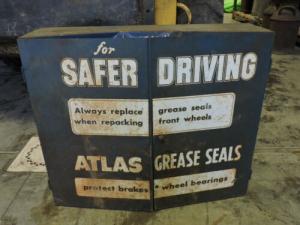 for
SAFER DRIVING
Always replace grease seals
when repacking front wheels
ATLAS GREASE SEALS
protect brakes • wheel bearings